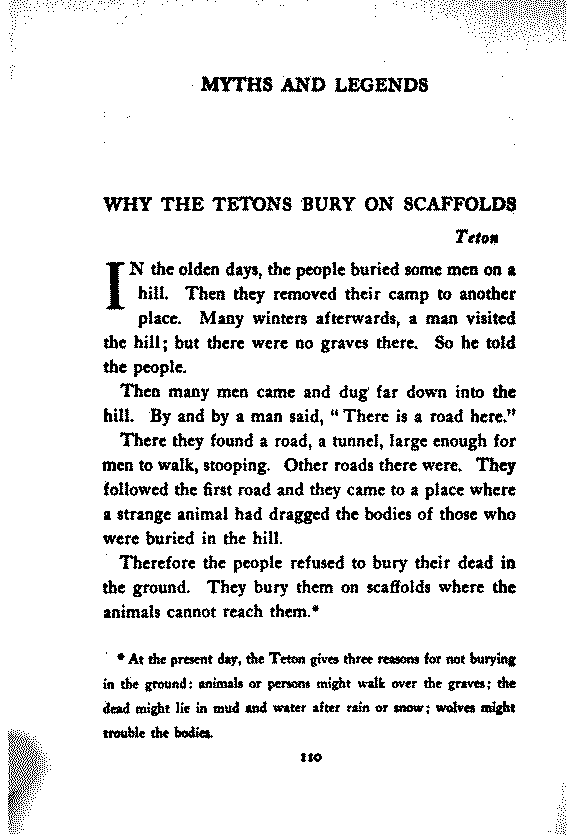 MYTHS AND LEGENDS
WHY THE TETONS BURY ON SCAFFOLDS
Teton
IN the olden days, the people buried some men on a
hill. Then they removed their camp to another
place. Many winters afterwards, a man visited
the hill; but there were no graves there. So he told
the people.
Then many men came and dug far down into the
hill. By and by a man said, "There is a road here."
There they found a road, a tunnel, large enough for
men to walk, stooping. Other roads there were. They
followed the first road and they came to a place where
a strange animal had dragged the bodies of those who
were buried in the hill.
Therefore the people refused to bury their dead in
the ground. They bury them on scaffolds where the
animals cannot reach them.*
* At the present day, the Teton gives three reasons for not burying
in the ground: animals or persons might walk over the graves; the
dead might lie in mud and water after rain or snow; wolves might
trouble the bodies.
110